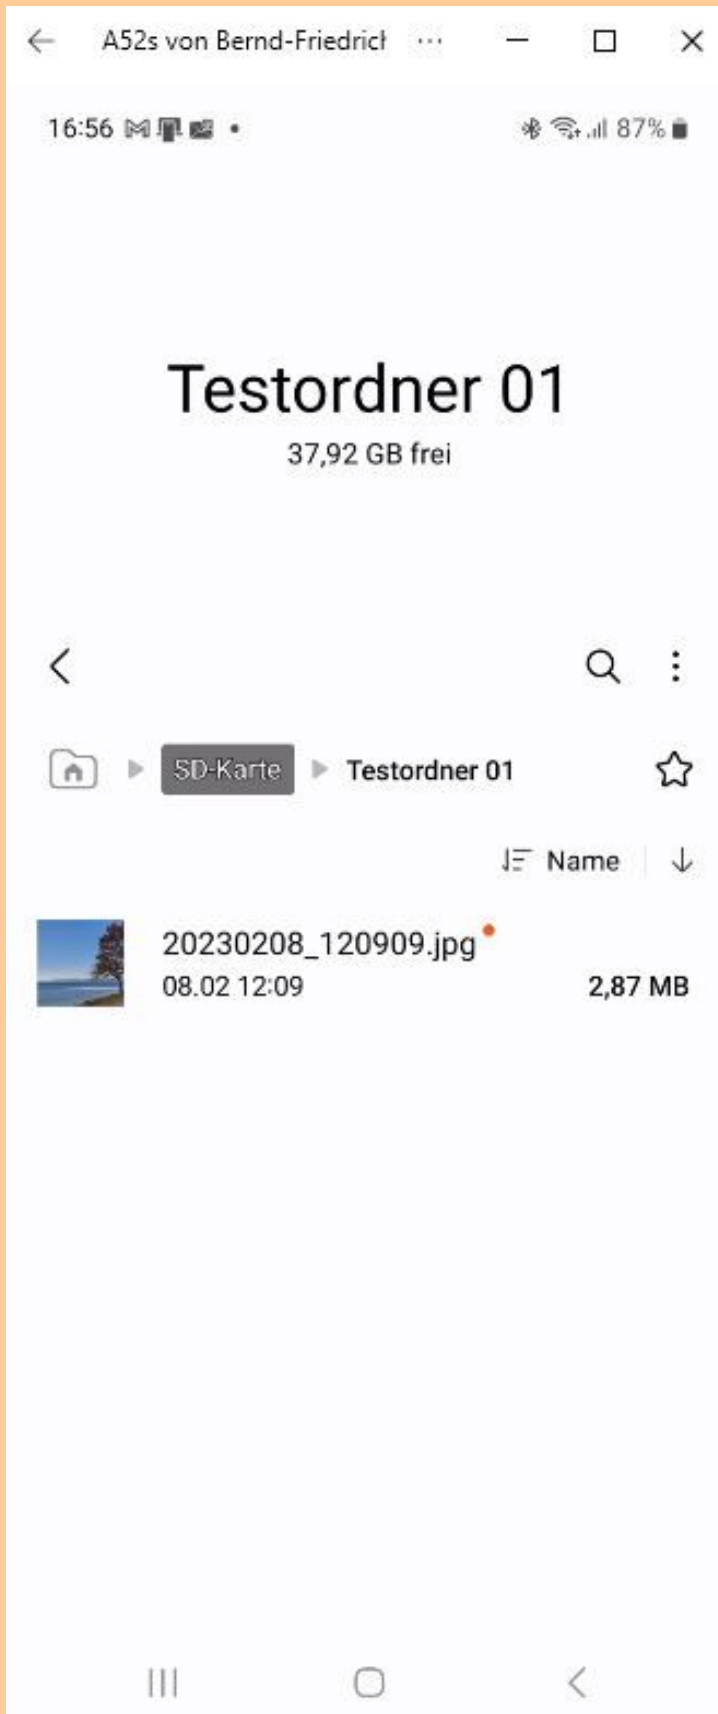 A52s von Bernd-Friedrich
16:56
87%
Testordner 01
37,92 GB frei
SD-Karte
Testordner 01
Name
20230208_120909.jpg
08.02 12:09
2,87 MB